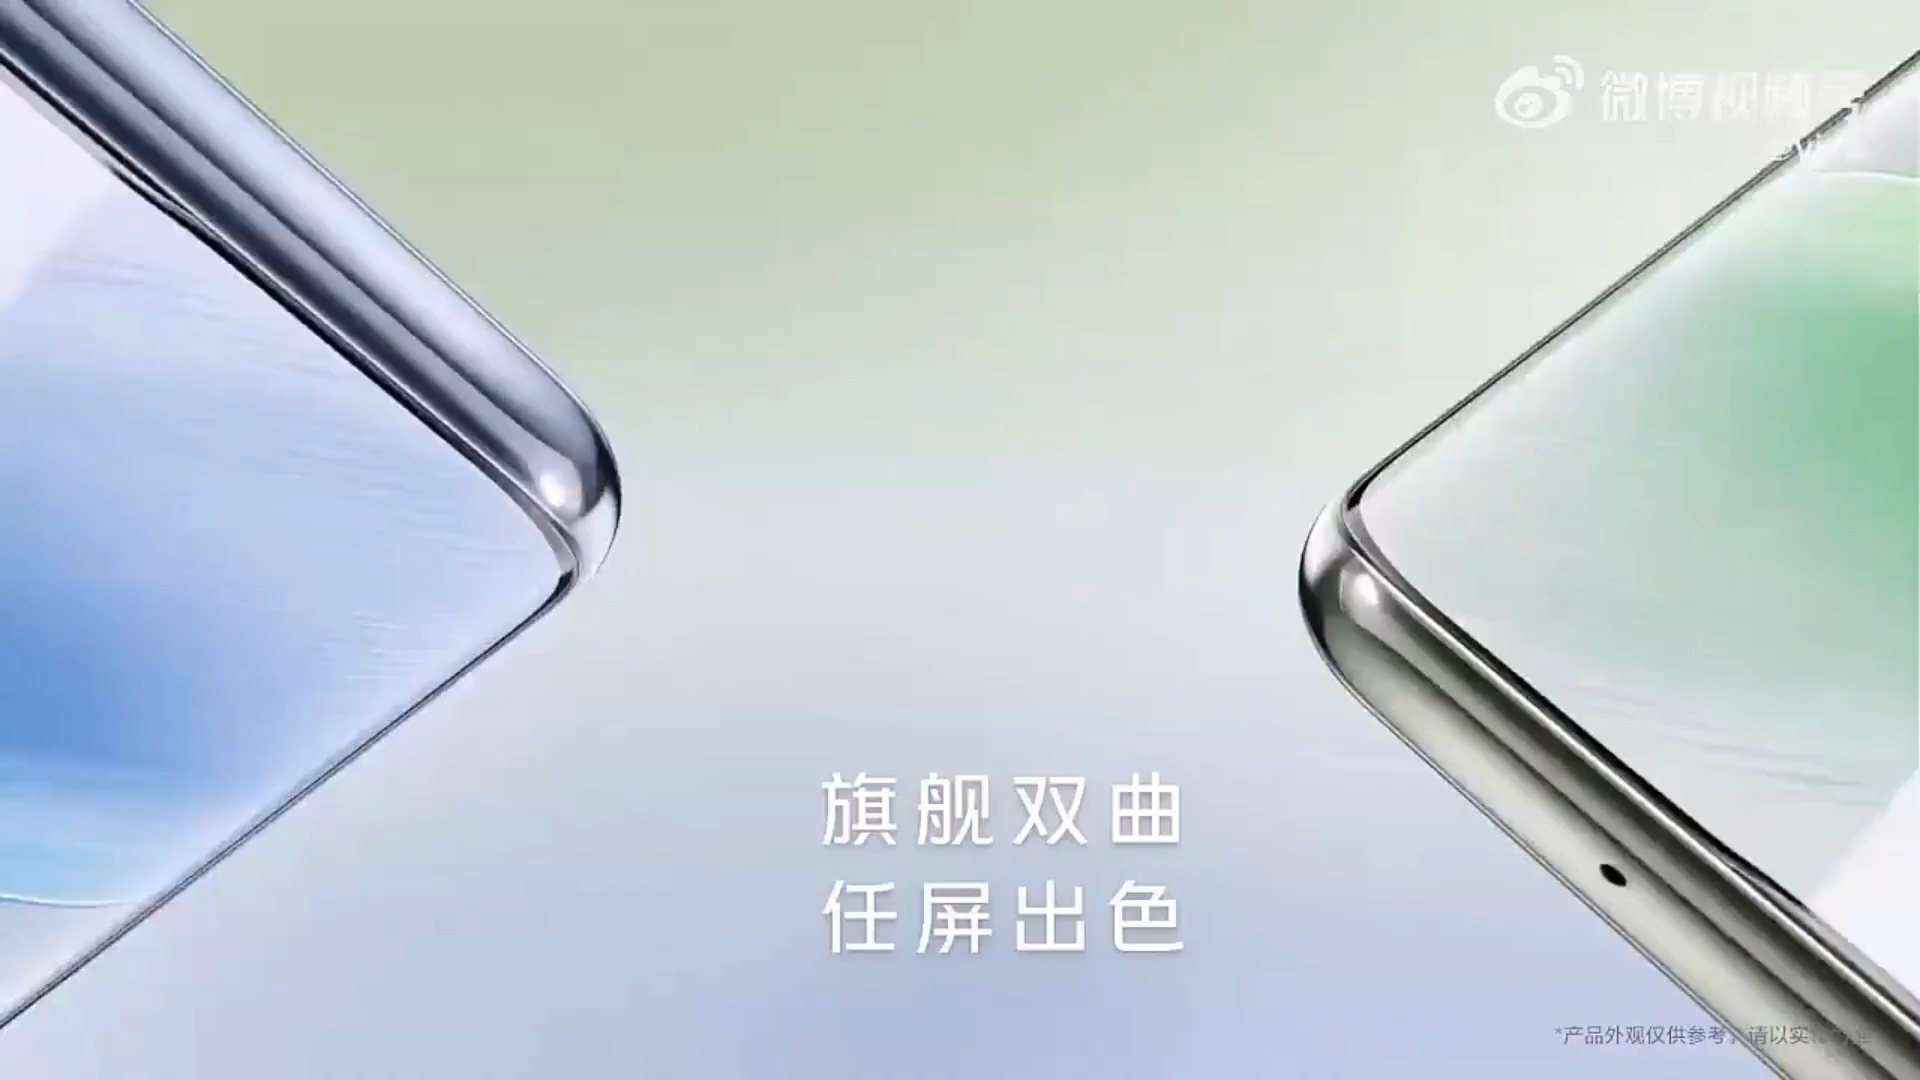 微博视频号
旗舰双曲
任屏出色
*产品外观仅供参考，请以实